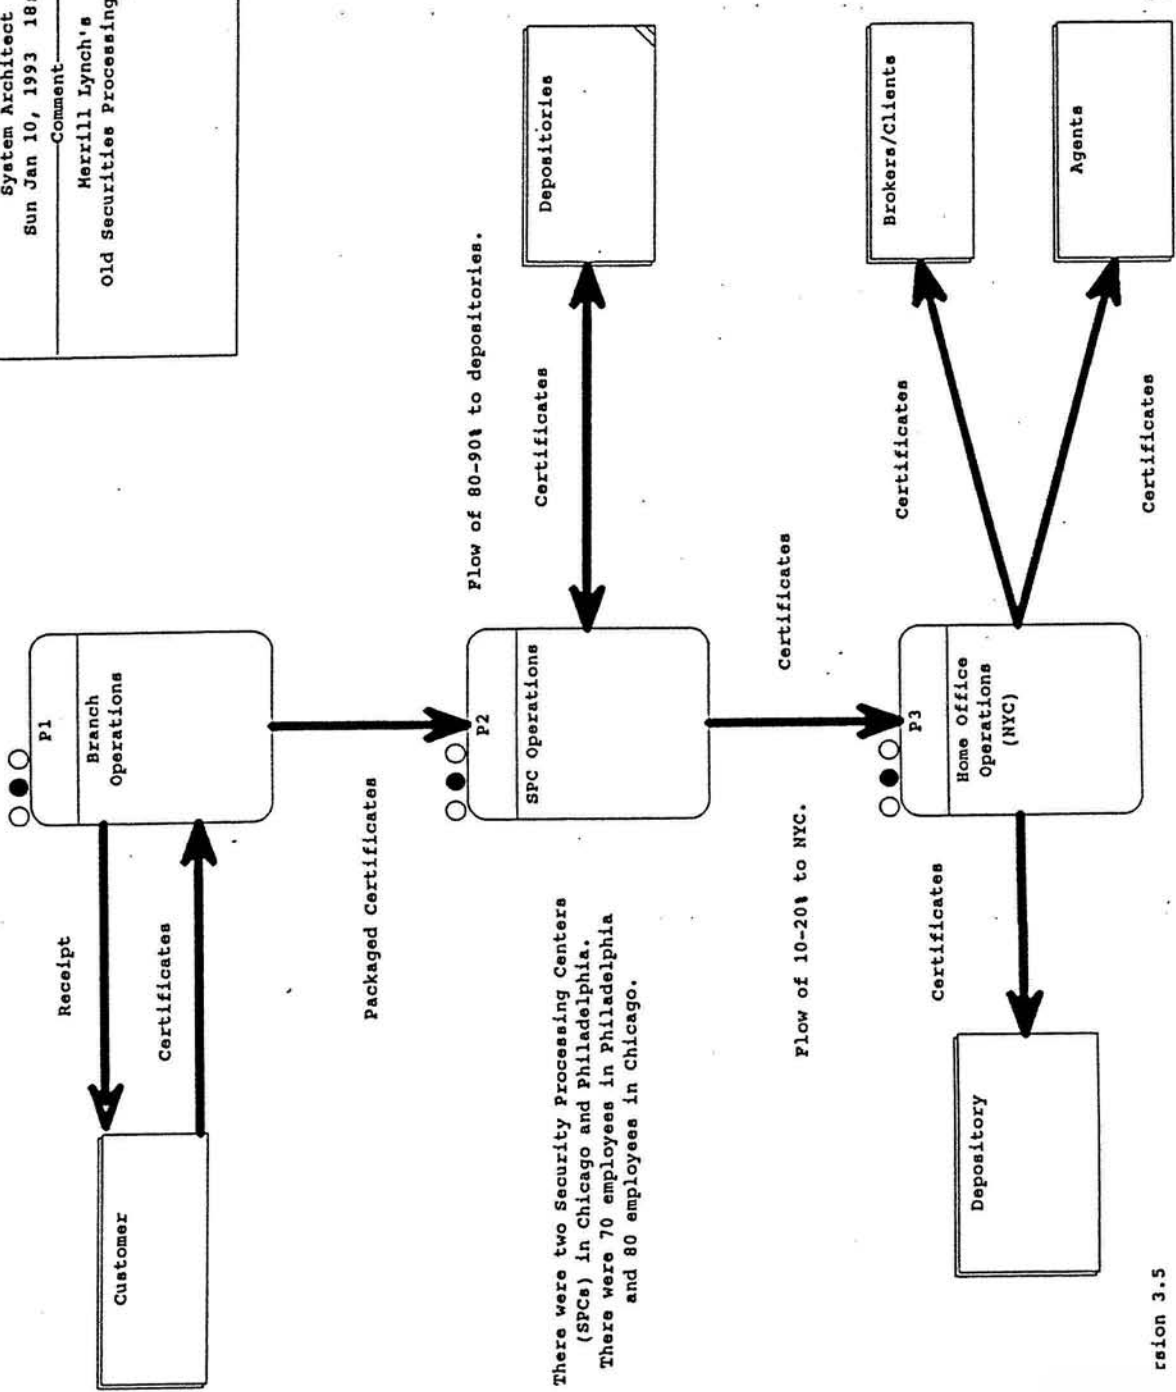 System Architect
Sun Jan 10, 1993 18:
Comment
Merrill Lynch's
Old Securities Processing
P1
Branch
Operations
Receipt
Certificates
Customer
Packaged Certificates
Flow of 80-90% to depositories.
P2
SPC Operations
Certificates
Depositories
There were two Security Processing Centers
(SPCs) in Chicago and Philadelphia.
There were 70 employees in Philadelphia
and 80 employees in Chicago.
Certificates
Flow of 10-20% to NYC.
P3
Home Office
Operations
(NYC)
Certificates
Brokers/Clients
Certificates
Agents
Certificates
Depository
rsion 3.5